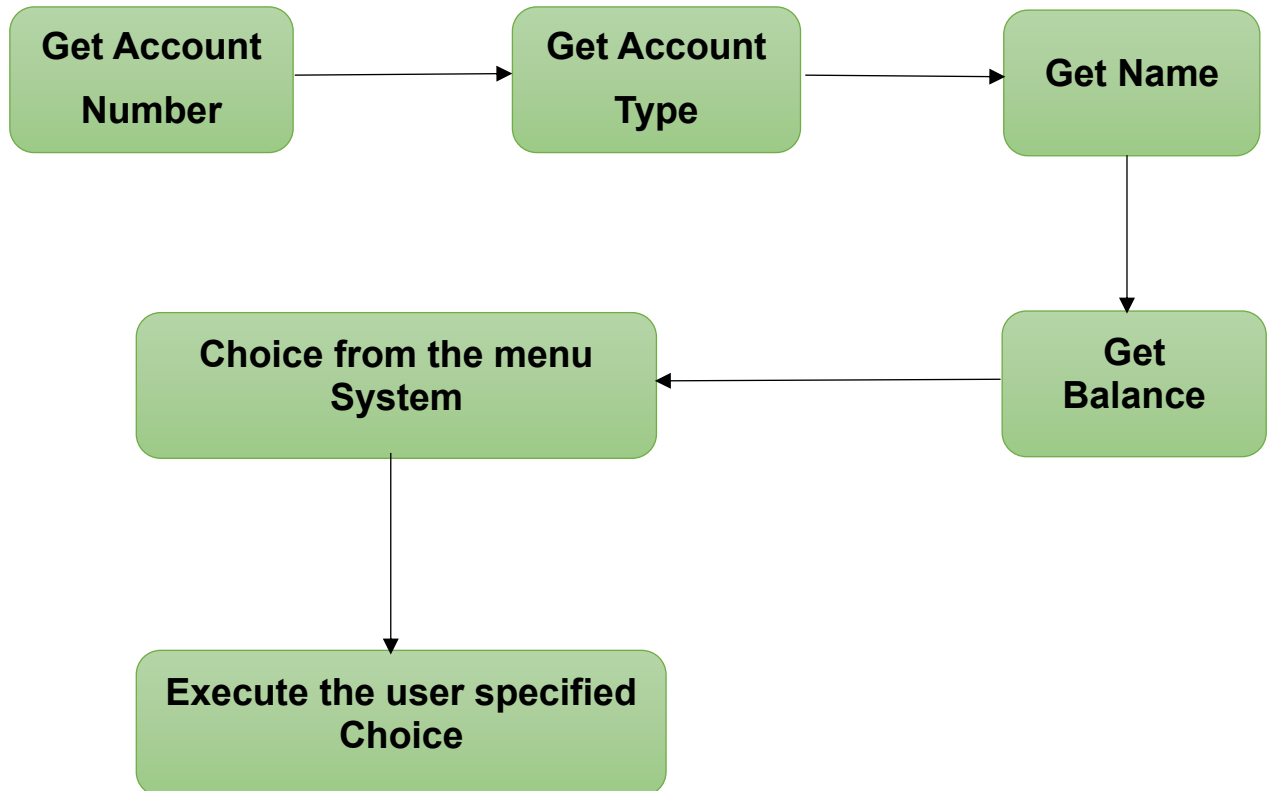 Get Account
Number
Get Account
Type
Get Name
Get
Balance
Choice from the menu
System
Execute the user specified
Choice